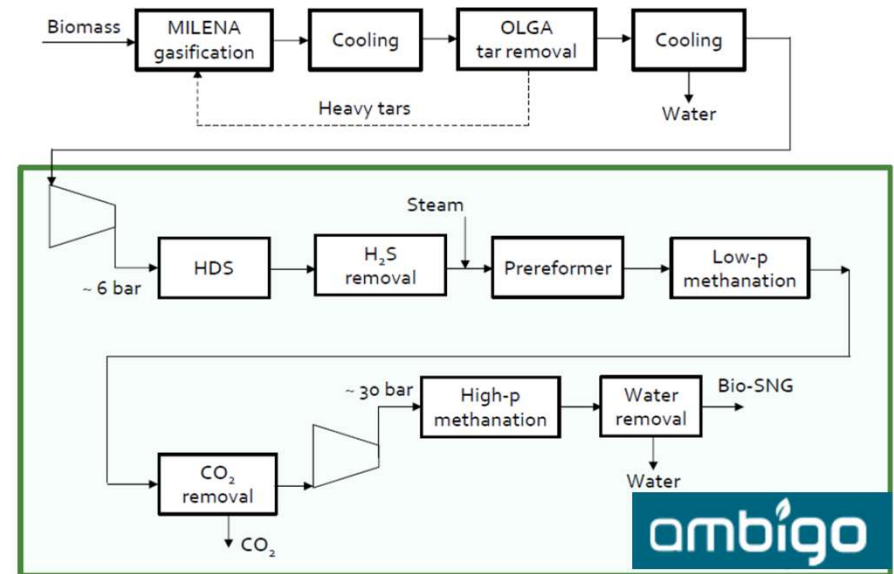 Biomass
MILENA
gasification
Cooling
OLGA
tar removal
Cooling
Heavy tars
Water
Steam
~ 6 bar
HDS
H₂S
removal
Prereformer
Low-p
methanation
~ 30 bar
High-p
methanation
Water
removal
Bio-SNG
CO₂
removal
Water
CO₂
ambigo